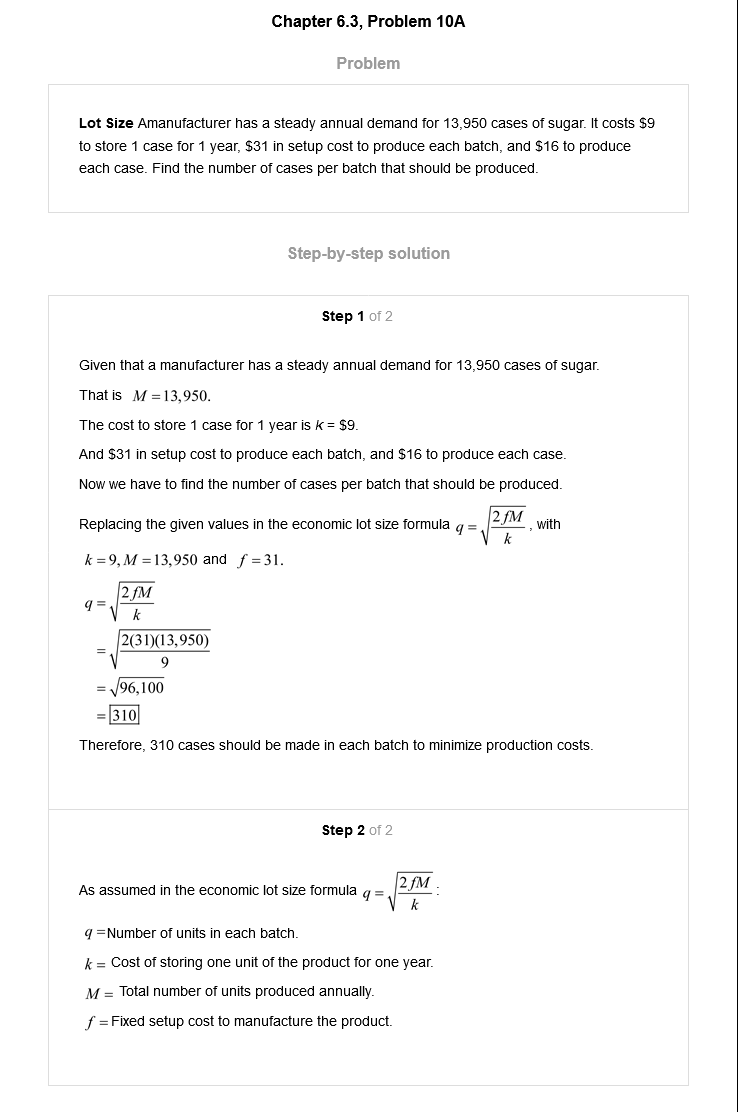 Chapter 6.3, Problem 10A
Problem
Lot Size Amanufacturer has a steady annual demand for 13,950 cases of sugar. It costs $9
to store 1 case for 1 year, $31 in setup cost to produce each batch, and $16 to produce
each case. Find the number of cases per batch that should be produced.
Step-by-step solution
Step 1 of 2
Given that a manufacturer has a steady annual demand for 13,950 cases of sugar.
That is M = 13,950.
The cost to store 1 case for 1 year is k = $9.
And $31 in setup cost to produce each batch, and $16 to produce each case.
Now we have to find the number of cases per batch that should be produced.
Replacing the given values in the economic lot size formula q = √(2fM/k), with
k = 9, M = 13,950 and f = 31.
q = √(2fM/k)
= √(2(31)(13,950)/9)
= √96,100
= 310
Therefore, 310 cases should be made in each batch to minimize production costs.
Step 2 of 2
As assumed in the economic lot size formula q = √(2fM/k) :
q = Number of units in each batch.
k = Cost of storing one unit of the product for one year.
M = Total number of units produced annually.
f = Fixed setup cost to manufacture the product.